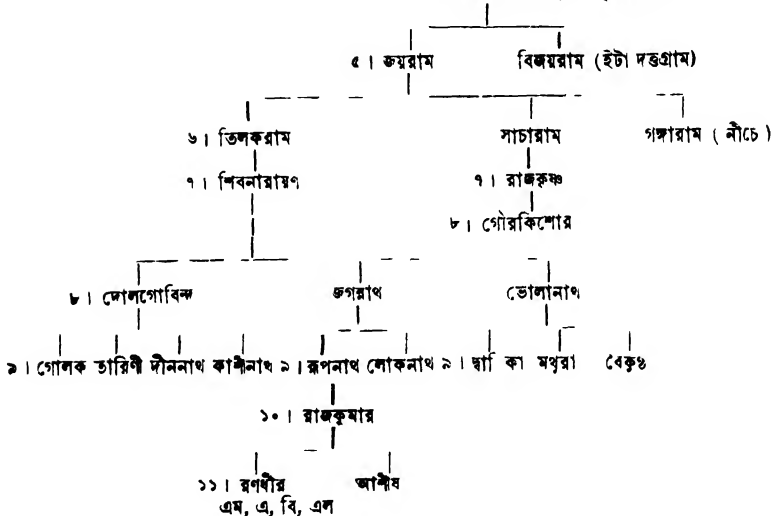 ৫। জয়রাম বিজয়রাম (ইটা দত্তগ্রাম)
৬। তিলকরাম সাচারাম গঙ্গারাম ( নীচে )
৭। শিবনারায়ণ ৭। রাজকৃষ্ণ
৮। গৌরকিশোর
৮। দোলগোবিন্দ জগন্নাথ ভোলানাথ
৯। গোলক তারিণী দীননাথ কাশীনাথ ৯। রূপনাথ লোকনাথ ৯। দ্বা কা মথুরা বৈকুণ্ঠ
১০। রাজকুমার
১১। রণধীর আশীষ
এম, এ, বি, এল